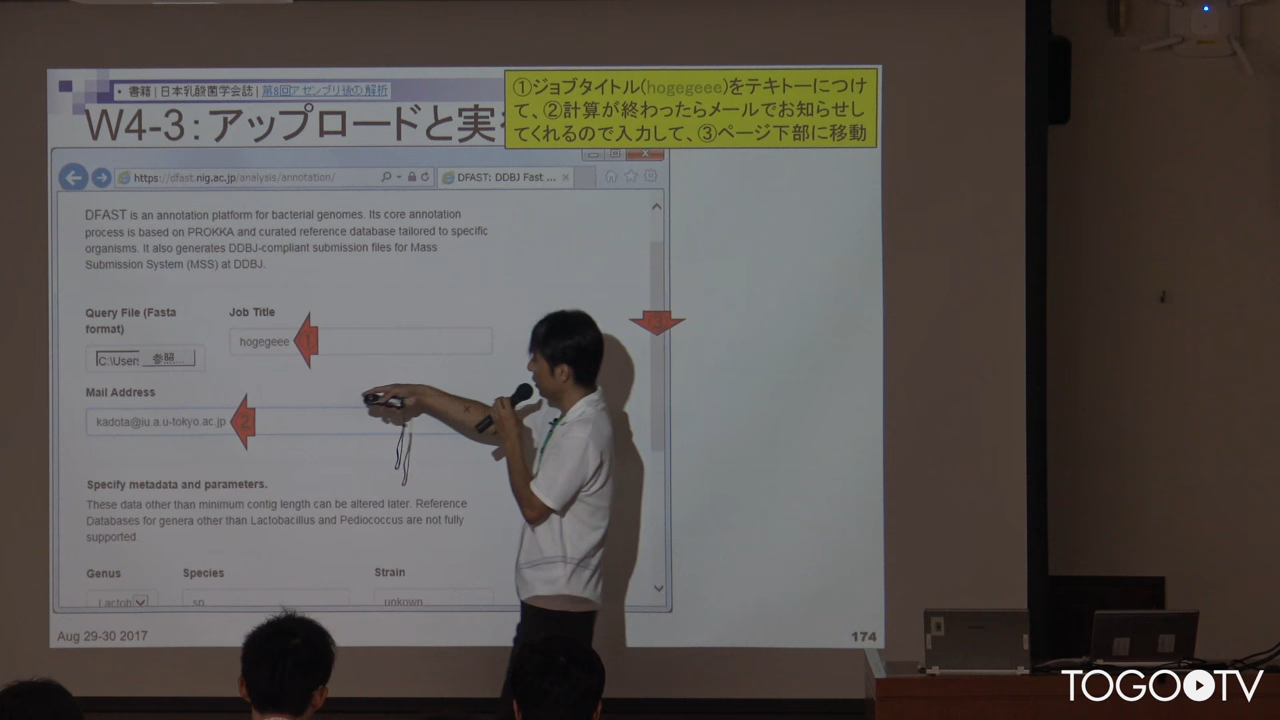 • 書籍 | 日本乳酸菌学会誌 | 第8回アセンブリ後の解析
W4-3：アップロードと実
①ジョブタイトル(hogegeee)をテキトーにつけ
て、②計算が終わったらメールでお知らせし
てくれるので入力して、③ページ下部に移動
https://dfast.nig.ac.jp/analysis/annotation/
DFAST: DDBJ Fast ...
DFAST is an annotation platform for bacterial genomes. Its core annotation
process is based on PROKKA and curated reference database tailored to specific
organisms. It also generates DDBJ-compliant submission files for Mass
Submission System (MSS) at DDBJ.
Query File (Fasta
format)
Job Title
C:\User
参照...
hogegeee
1
3
Mail Address
kadota@iu.a.u-tokyo.ac.jp
2
Specify metadata and parameters.
These data other than minimum contig length can be altered later. Reference
Databases for genera other than Lactobacillus and Pediococcus are not fully
supported.
Genus
Species
Strain
Lactob
sp.
unknown
Aug 29-30 2017
174
TOGO TV